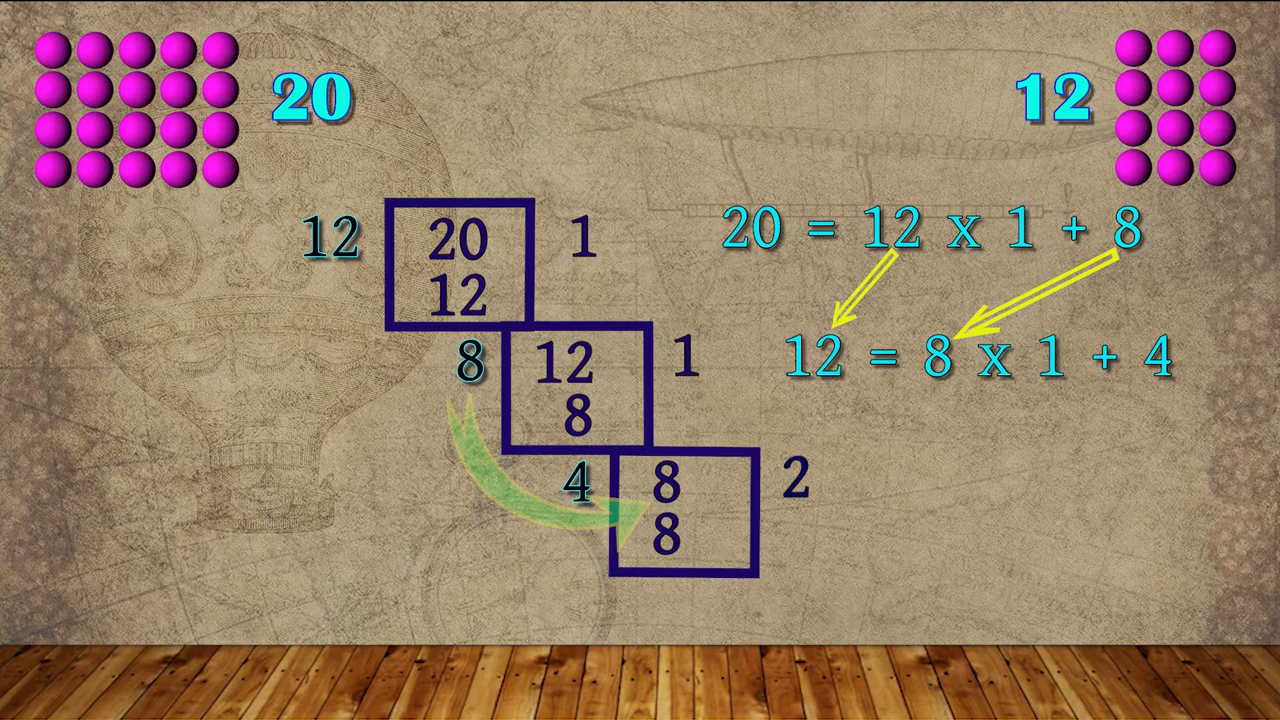 20 12
20 = 12 x 1 + 8
12 20 1
12
12 = 8 x 1 + 4
8 12 1
8
4 8 2
8